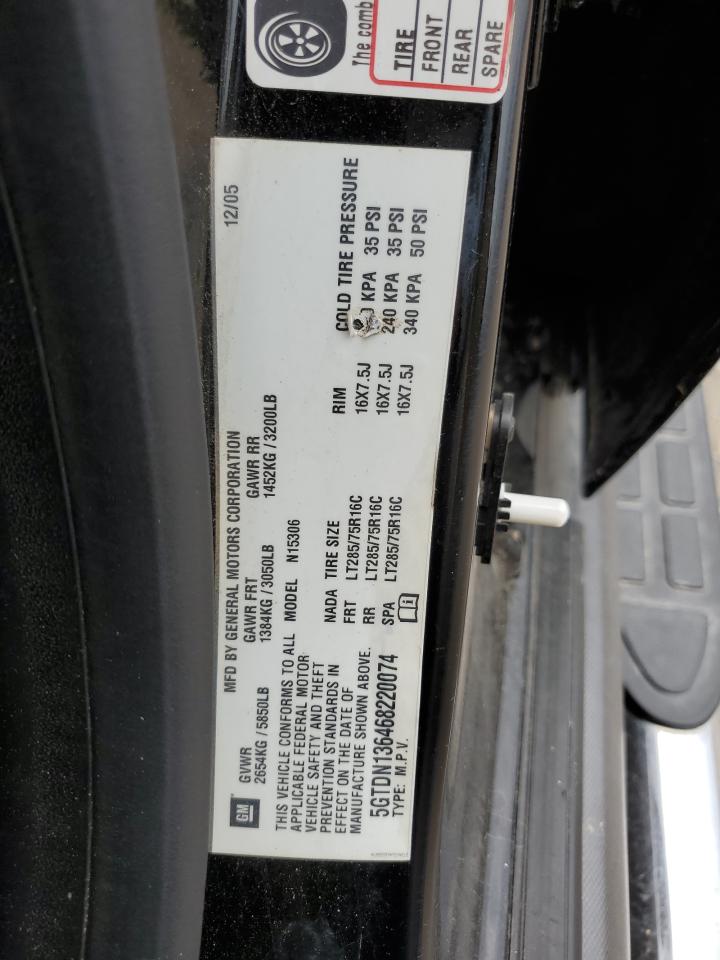 The comb
TIRE
FRONT
REAR
SPARE
GM
MFD BY GENERAL MOTORS CORPORATION
12/05
GVWR GAWR FRT GAWR RR
2654KG / 5850LB 1384KG / 3050LB 1452KG / 3200LB
THIS VEHICLE CONFORMS TO ALL MODEL N15306
APPLICABLE FEDERAL MOTOR
VEHICLE SAFETY AND THEFT
PREVENTION STANDARDS IN
EFFECT ON THE DATE OF
MANUFACTURE SHOWN ABOVE.
5GTDN136468220074
TYPE: M.P.V.
NADA TIRE SIZE RIM COLD TIRE PRESSURE
FRT LT285/75R16C 16X7.5J KPA 35 PSI
RR LT285/75R16C 16X7.5J 240 KPA 35 PSI
SPA LT285/75R16C 16X7.5J 340 KPA 50 PSI